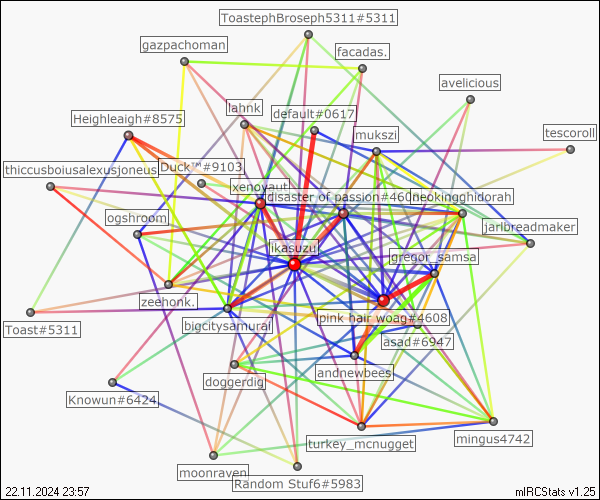 ToastephBroseph5311#5311
gazpachoman
facadas.
avelicious
lahnk
default#0617
Heighleaigh#8575
mukszi
tescoroll
thiccusboiusalexusjoneus
Duck™#9103
xenoyaut
disaster of passion#460
neokingghidorah
ogshroom
jarlbreadmaker
ikasuzu
gregor_samsa
zeehonk.
Toast#5311
bigcitysamurai
pink hair woag#4608
asad#6947
andnewbees
doggerdig
Knowun#6424
turkey_mcnugget
mingus4742
moonraven
Random Stuf6#5983
22.11.2024 23:57
mIRCStats v1.25